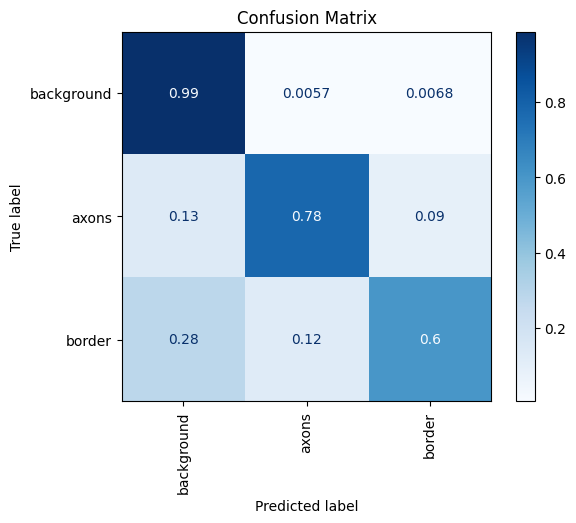 Confusion Matrix
True label
background
axons
border
0.99 0.0057 0.0068
0.13 0.78 0.09
0.28 0.12 0.6
background
axons
border
Predicted label
0.8
0.6
0.4
0.2